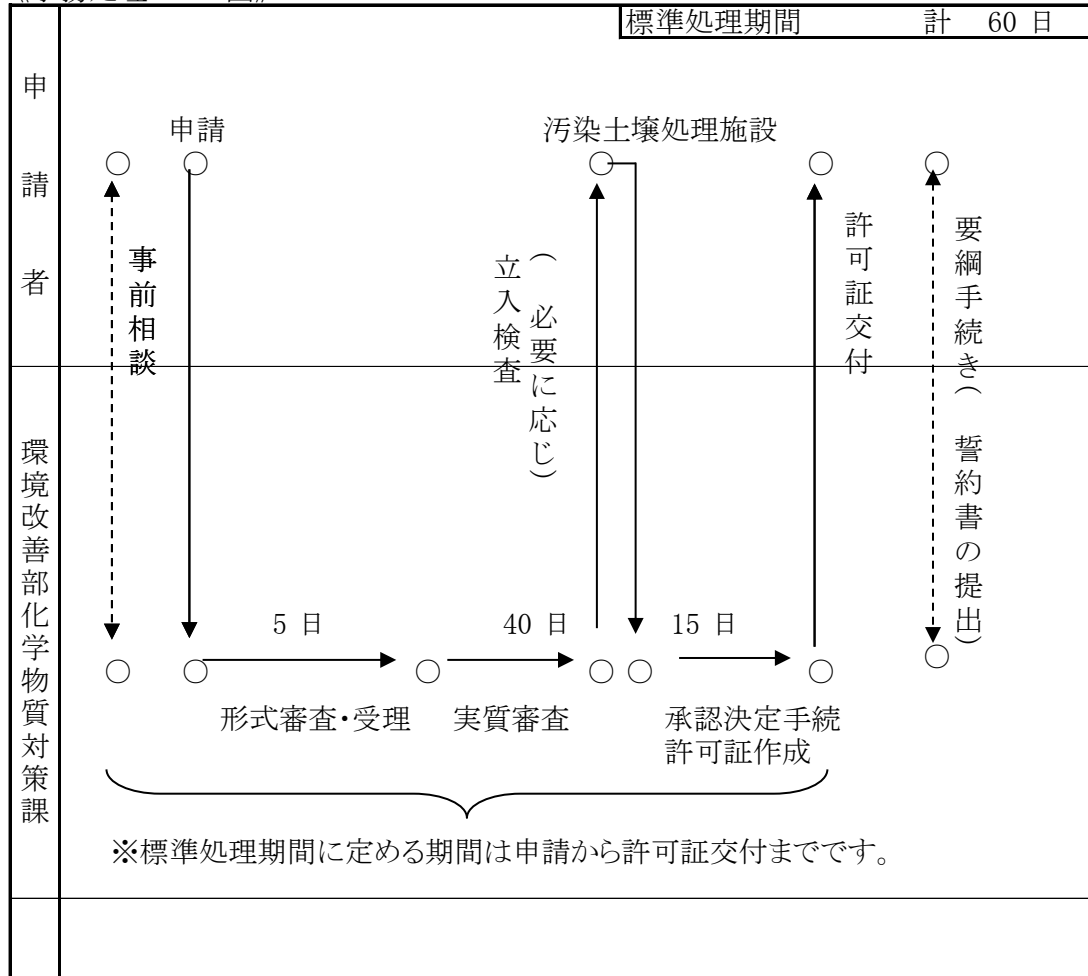 標準処理期間 計 60 日
申請者
申請
汚染土壌処理施設
事前相談
立入検査
（必要に応じ）
許可証交付
要綱手続き（誓約書の提出）
環境改善部化学物質対策課
5 日
40 日
15 日
形式審査・受理
実質審査
承認決定手続
許可証作成
※標準処理期間に定める期間は申請から許可証交付までです。